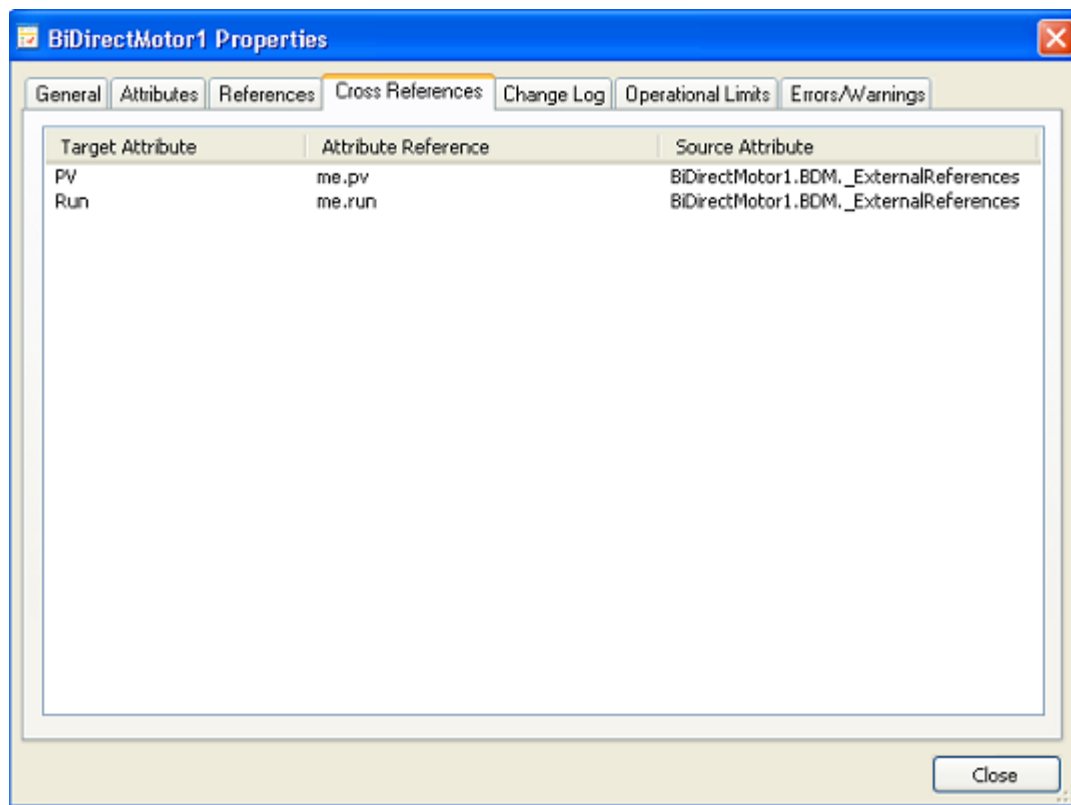 BiDirectMotor1 Properties
General Attributes References Cross References Change Log Operational Limits Errors/Warnings
Target Attribute Attribute Reference Source Attribute
PV me.pv BiDirectMotor1.BDM._ExternalReferences
Run me.run BiDirectMotor1.BDM._ExternalReferences
Close